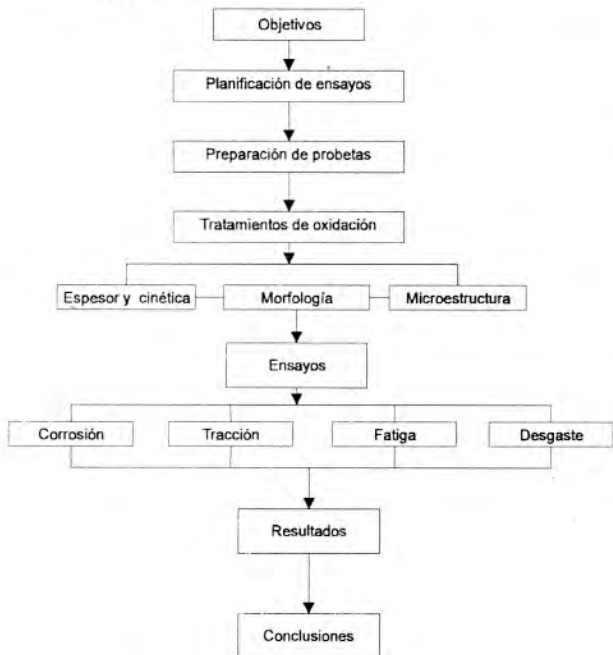 Objetivos
Planificación de ensayos
Preparación de probetas
Tratamientos de oxidación
Espesor y cinética
Morfología
Microestructura
Ensayos
Corrosión
Tracción
Fatiga
Desgaste
Resultados
Conclusiones